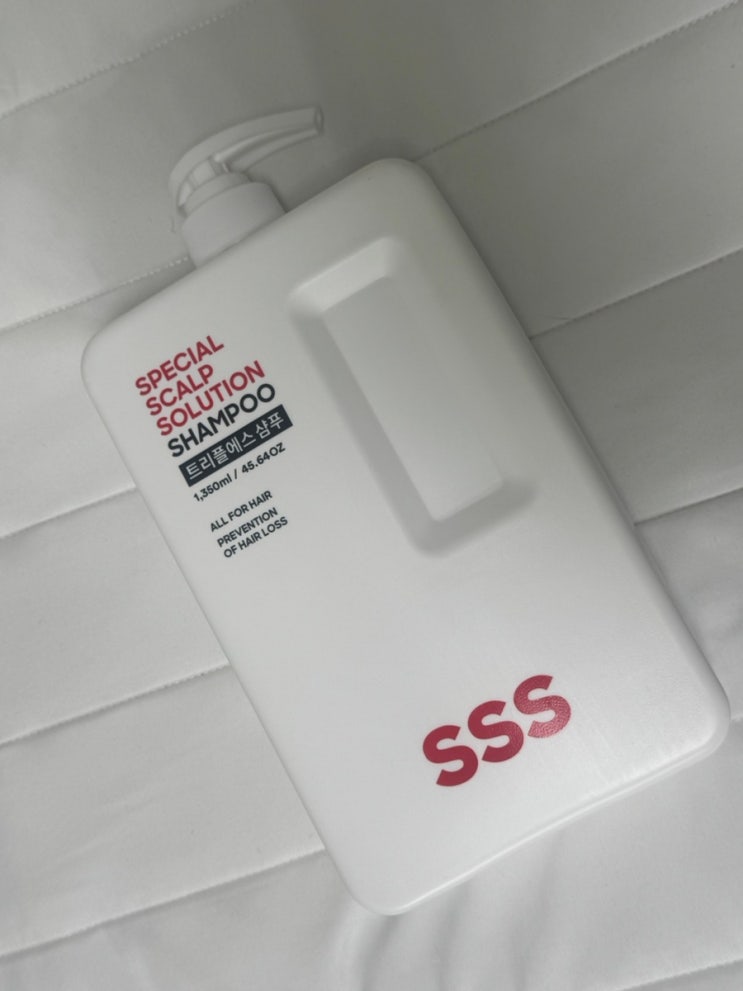 SPECIAL
SCALP
SOLUTION
SHAMPOO
트리플에스 샴푸
1,350ml / 45.64OZ
ALL FOR HAIR
PREVENTION
OF HAIR LOSS
SSS